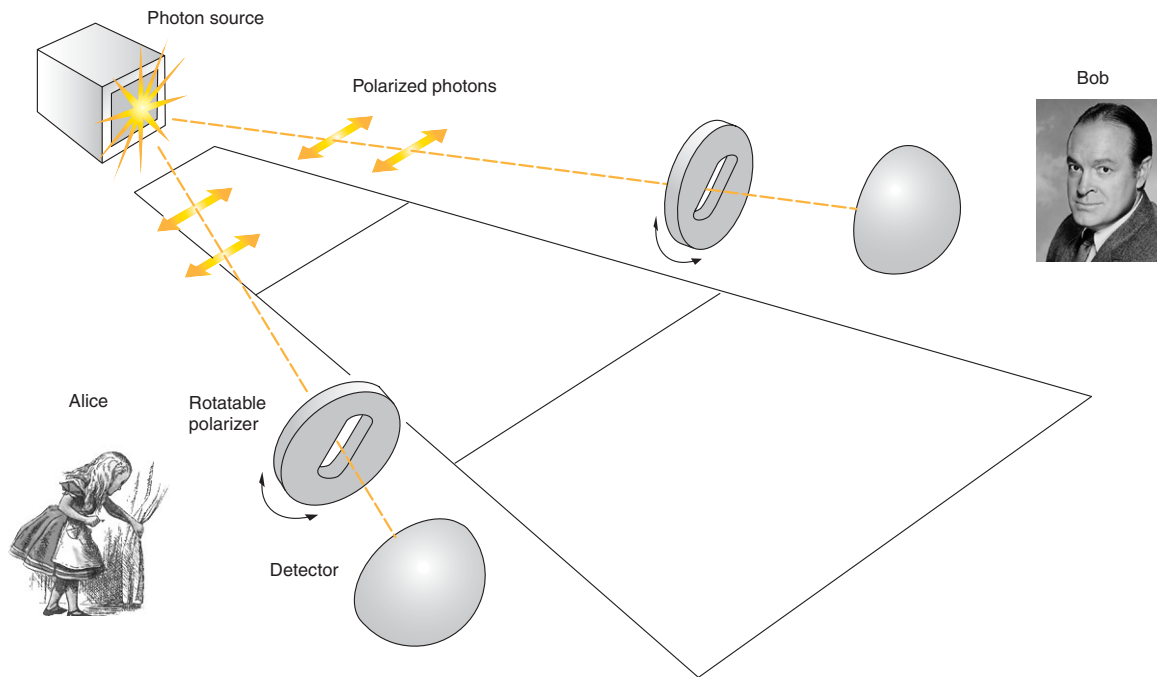 Photon source
Polarized photons
Bob
Alice
Rotatable
polarizer
Detector